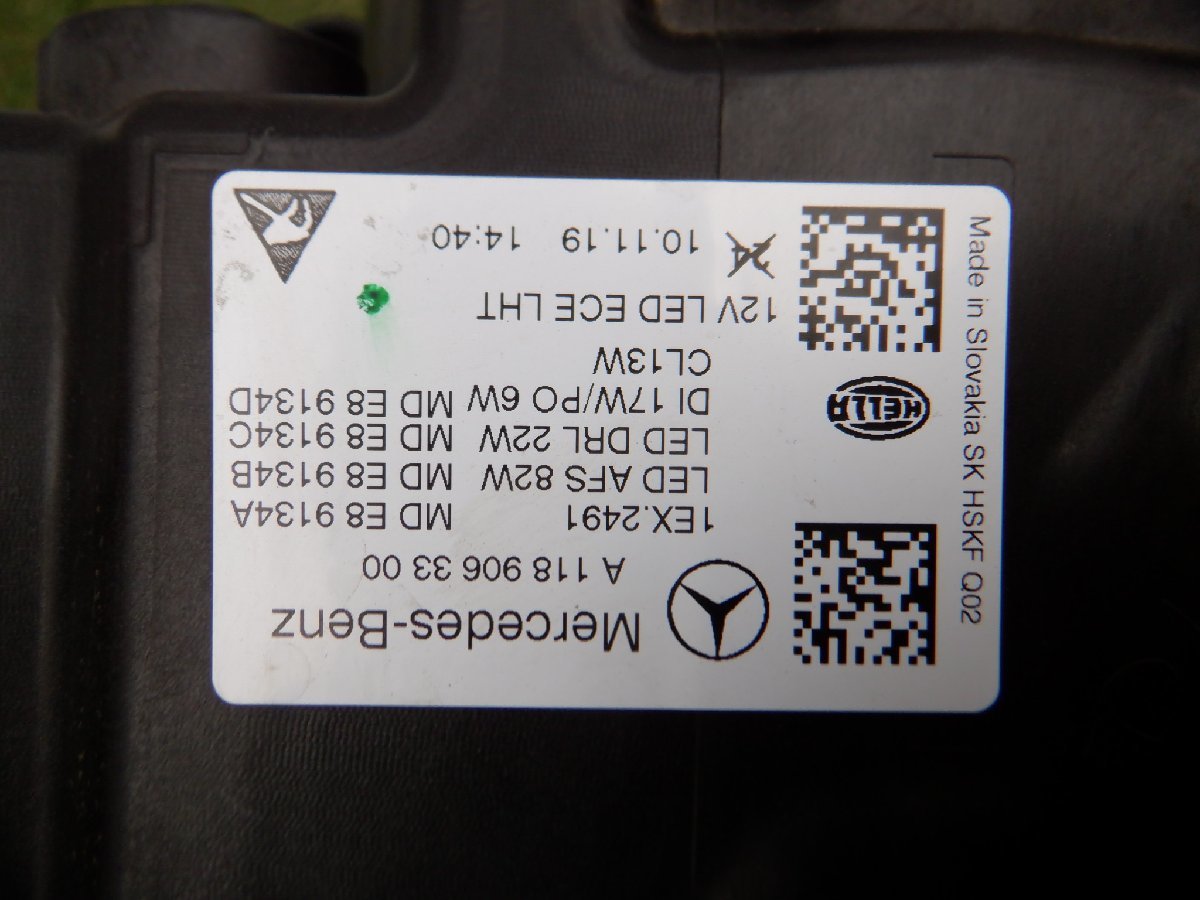 Mercedes-Benz
A 118 906 33 00
1EX.2491 MD E8 9134A
LED AFS 82W MD E8 9134B
LED DRL 22W MD E8 9134C
DI 17W/PO 6W MD E8 9134D
CL13W
12V LED ECE LHT
24 10.11.19 14:40
HELLA
Made in Slovakia SK HSKF Q02